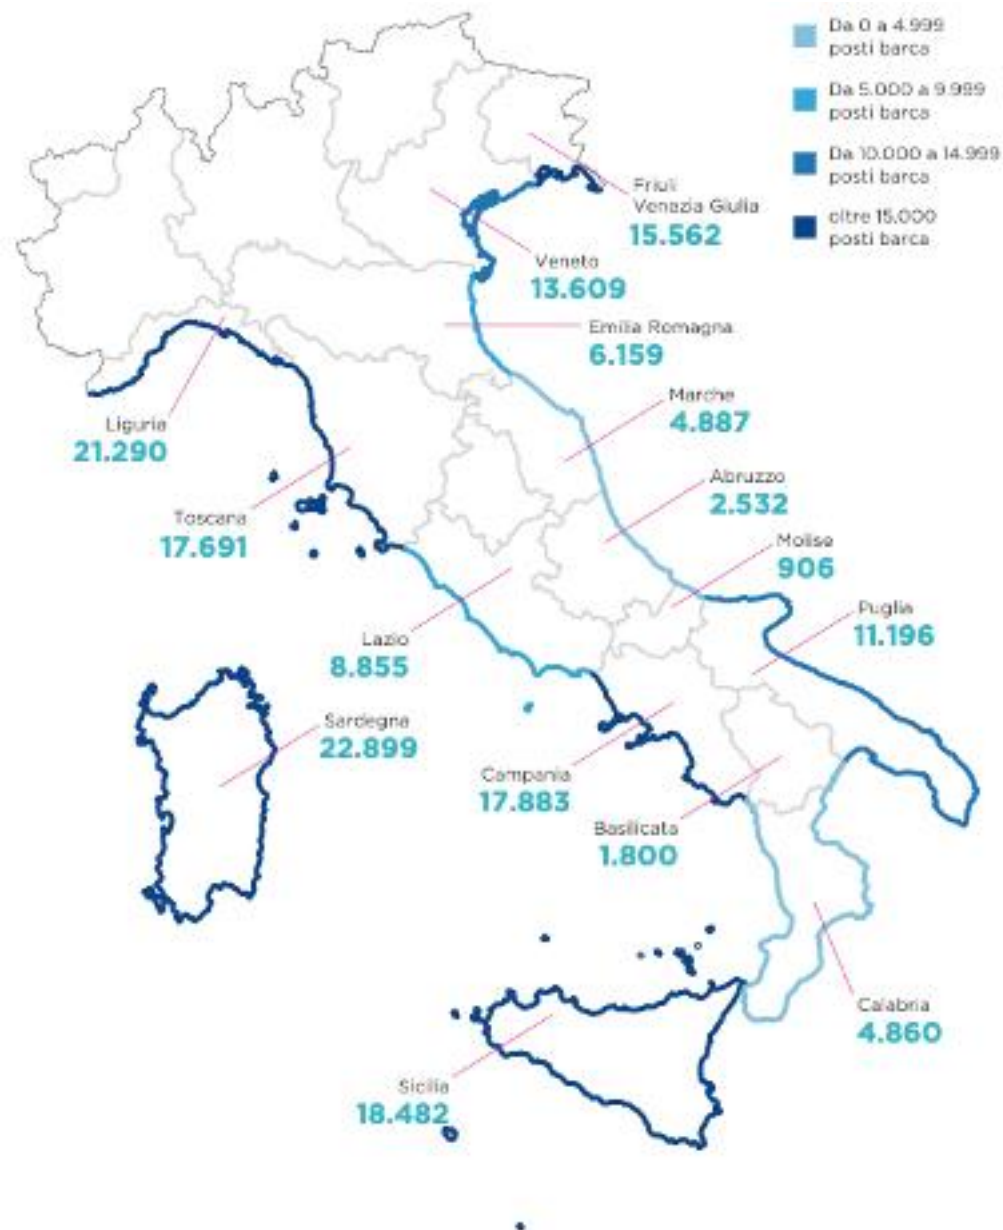 Da 0 a 4.999
posti barca
Da 5.000 a 9.999
posti barca
Da 10.000 a 14.999
posti barca
oltre 15.000
posti barca
Friuli
Venezia Giulia
15.562
Veneto
13.609
Emilia Romagna
6.159
Marche
4.887
Liguria
21.290
Abruzzo
2.532
Toscana
17.691
Molise
906
Puglia
11.196
Lazio
8.855
Sardegna
22.899
Campania
17.883
Basilicata
1.800
Calabria
4.860
Sicilia
18.482